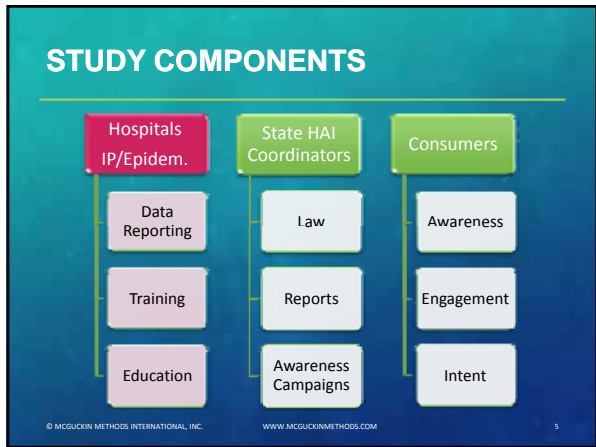 STUDY COMPONENTS
Hospitals
IP/Epidem.
Data
Reporting
Training
Education
State HAI
Coordinators
Law
Reports
Awareness
Campaigns
Consumers
Awareness
Engagement
Intent
© MCGUCKIN METHODS INTERNATIONAL, INC.
WWW.MCGUCKINMETHODS.COM
5